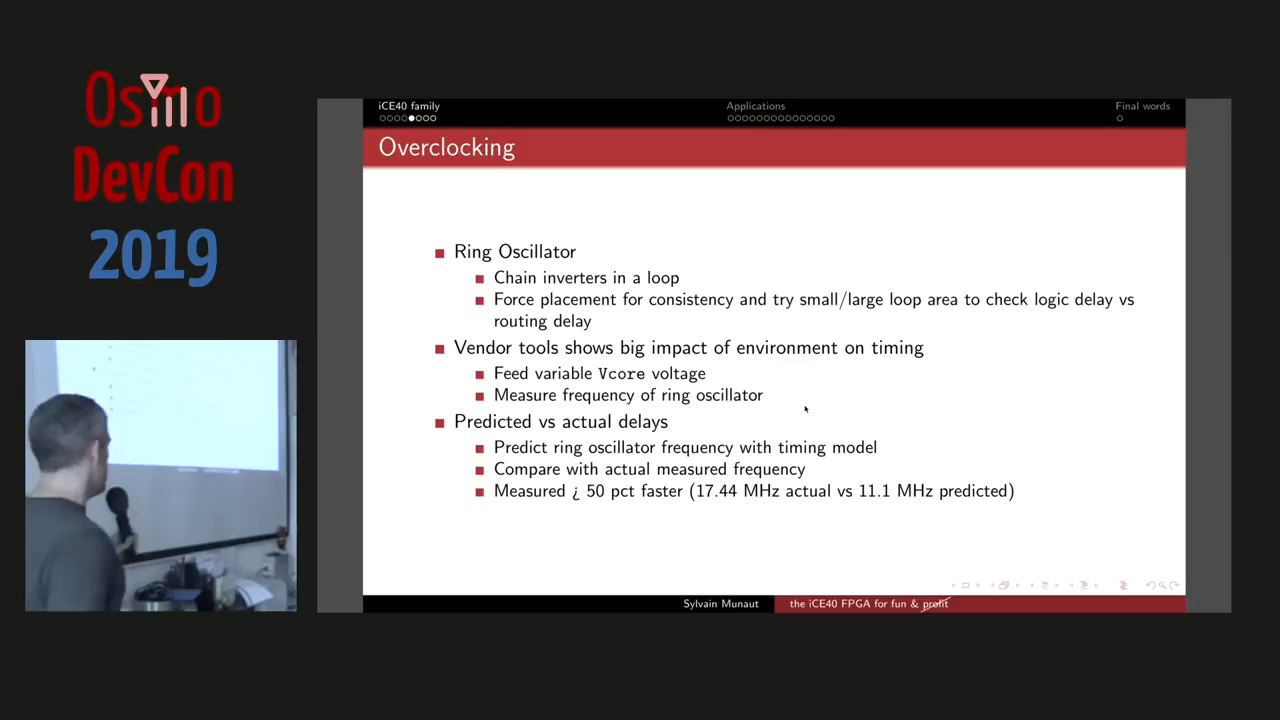 Osmo
DevCon
2019
iCE40 family
Applications
Final words
Overclocking
Ring Oscillator
Chain inverters in a loop
Force placement for consistency and try small/large loop area to check logic delay vs
routing delay
Vendor tools shows big impact of environment on timing
Feed variable Vcore voltage
Measure frequency of ring oscillator
Predicted vs actual delays
Predict ring oscillator frequency with timing model
Compare with actual measured frequency
Measured ¿ 50 pct faster (17.44 MHz actual vs 11.1 MHz predicted)
Sylvain Munaut
the iCE40 FPGA for fun & profit